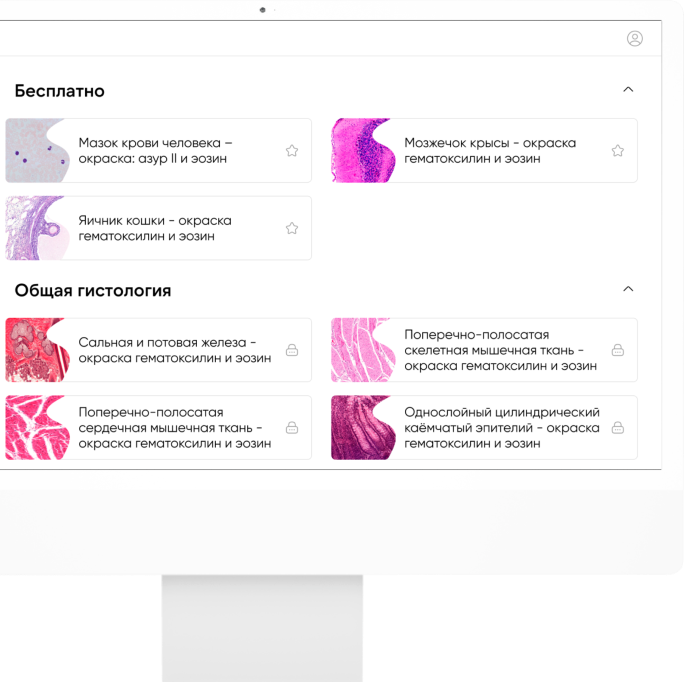 Бесплатно
Мазок крови человека –
окраска: азур II и эозин
Мозжечок крысы - окраска
гематоксилин и эозин
Яичник кошки - окраска
гематоксилин и эозин
Общая гистология
Сальная и потовая железа -
окраска гематоксилин и эозин
Поперечно-полосатая
скелетная мышечная ткань -
окраска гематоксилин и эозин
Поперечно-полосатая
сердечная мышечная ткань -
окраска гематоксилин и эозин
Однослойный цилиндрический
каёмчатый эпителий - окраска
гематоксилин и эозин